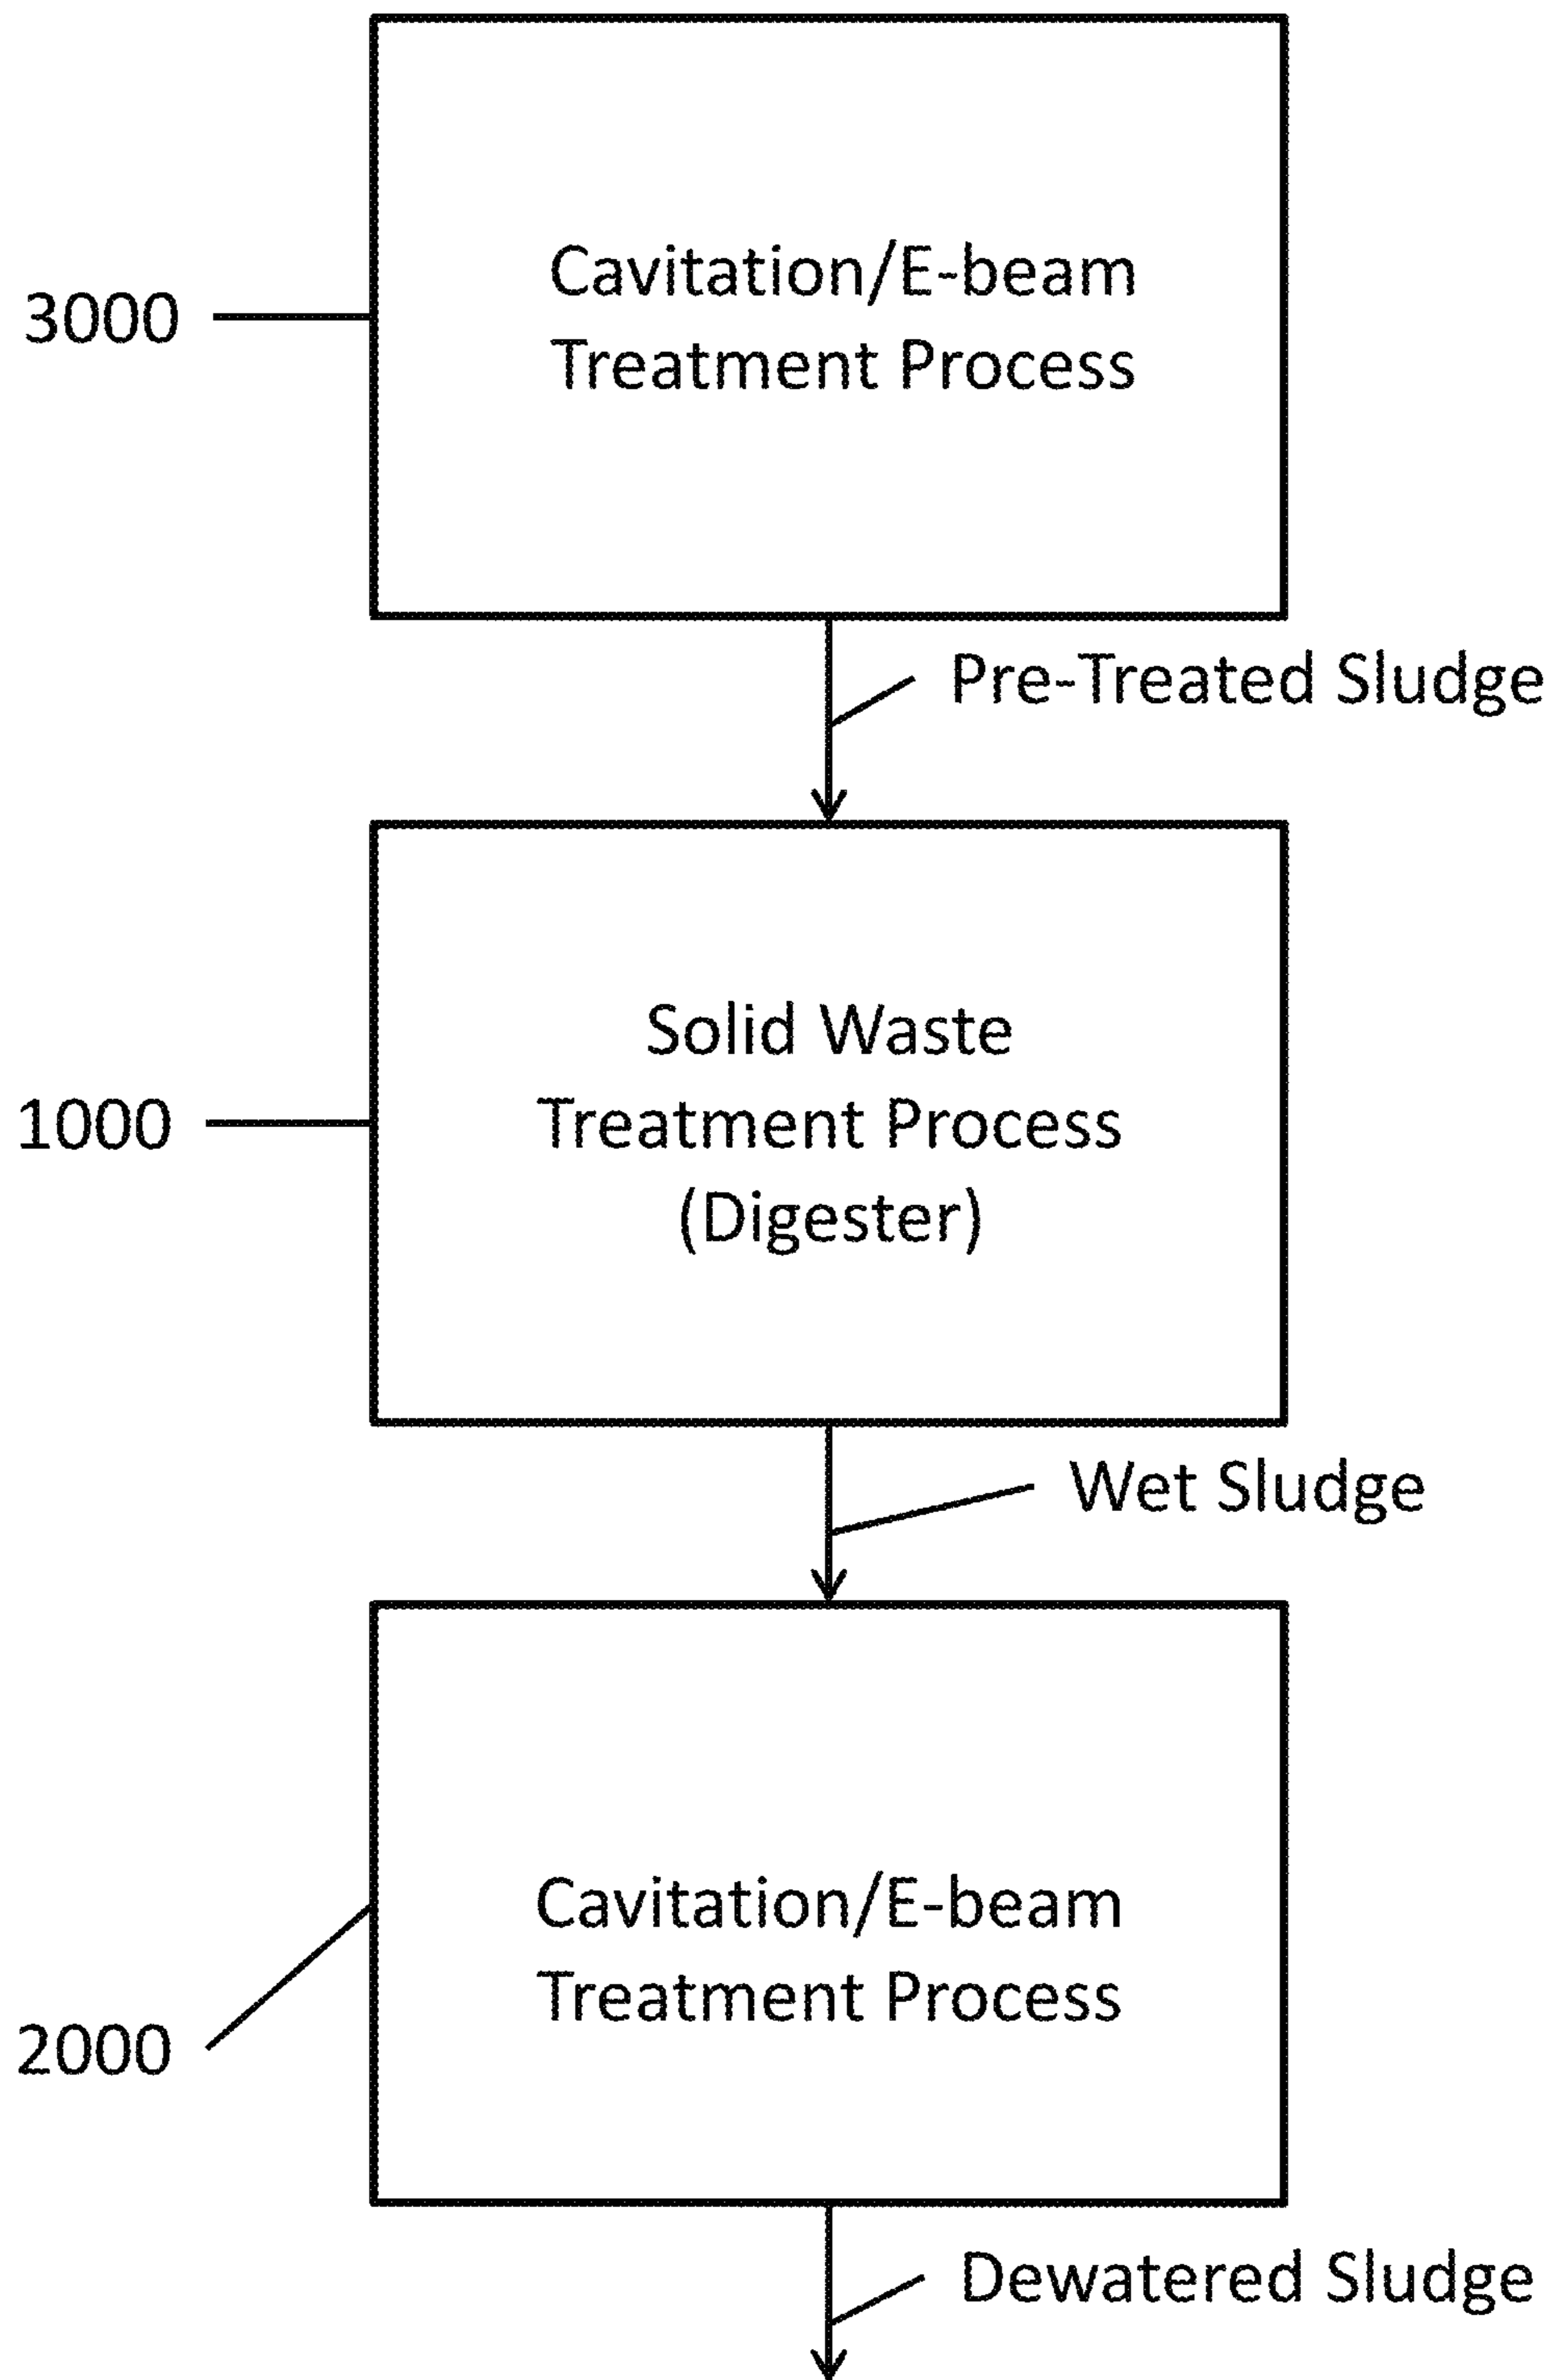 Cavitation/E-beam
Treatment Process
3000
Pre-Treated Sludge
Solid Waste
Treatment Process
(Digester)
1000
Wet Sludge
Cavitation/E-beam
Treatment Process
2000
Dewatered Sludge